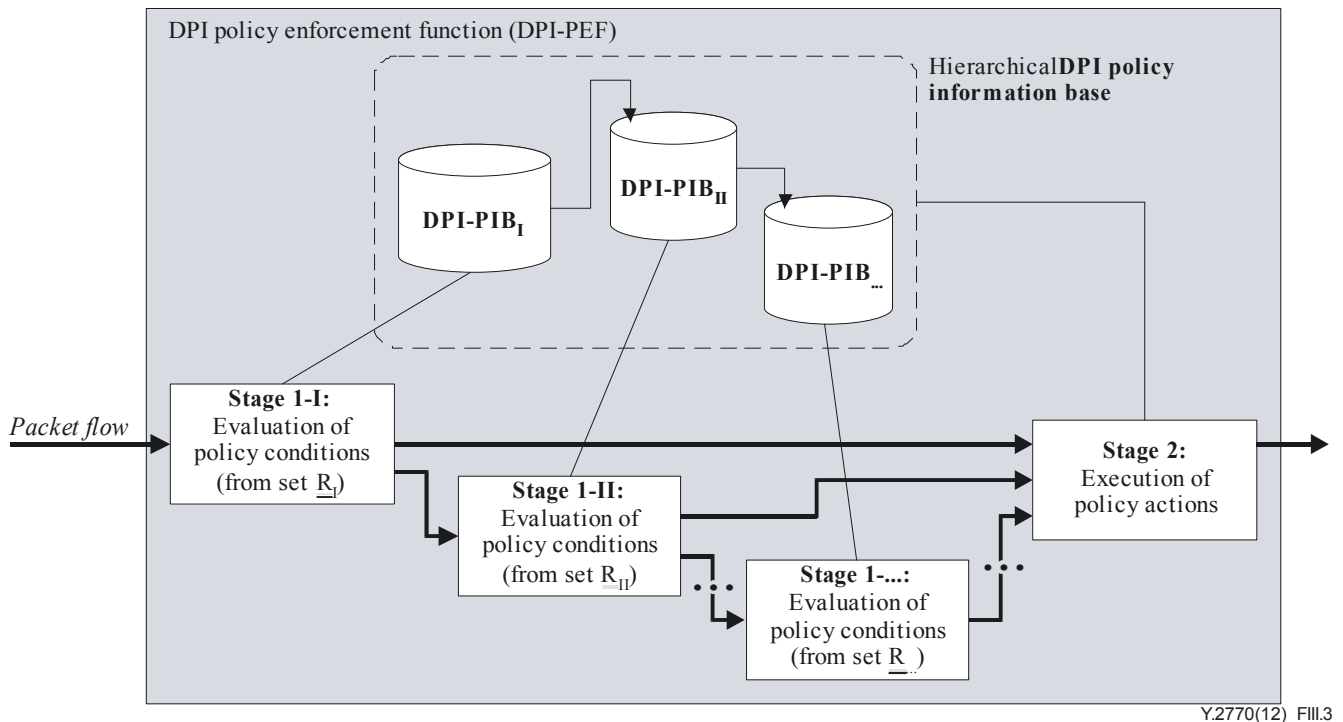 DPI policy enforcement function (DPI-PEF)
Hierarchical DPI policy
information base
DPI-PIB_I
DPI-PIB_II
DPI-PIB_...
Packet flow
Stage 1-I:
Evaluation of
policy conditions
(from set R_I)
Stage 1-II:
Evaluation of
policy conditions
(from set R_II)
Stage 1-...:
Evaluation of
policy conditions
(from set R_...)
Stage 2:
Execution of
policy actions
Y.2770(12)_FIII.3